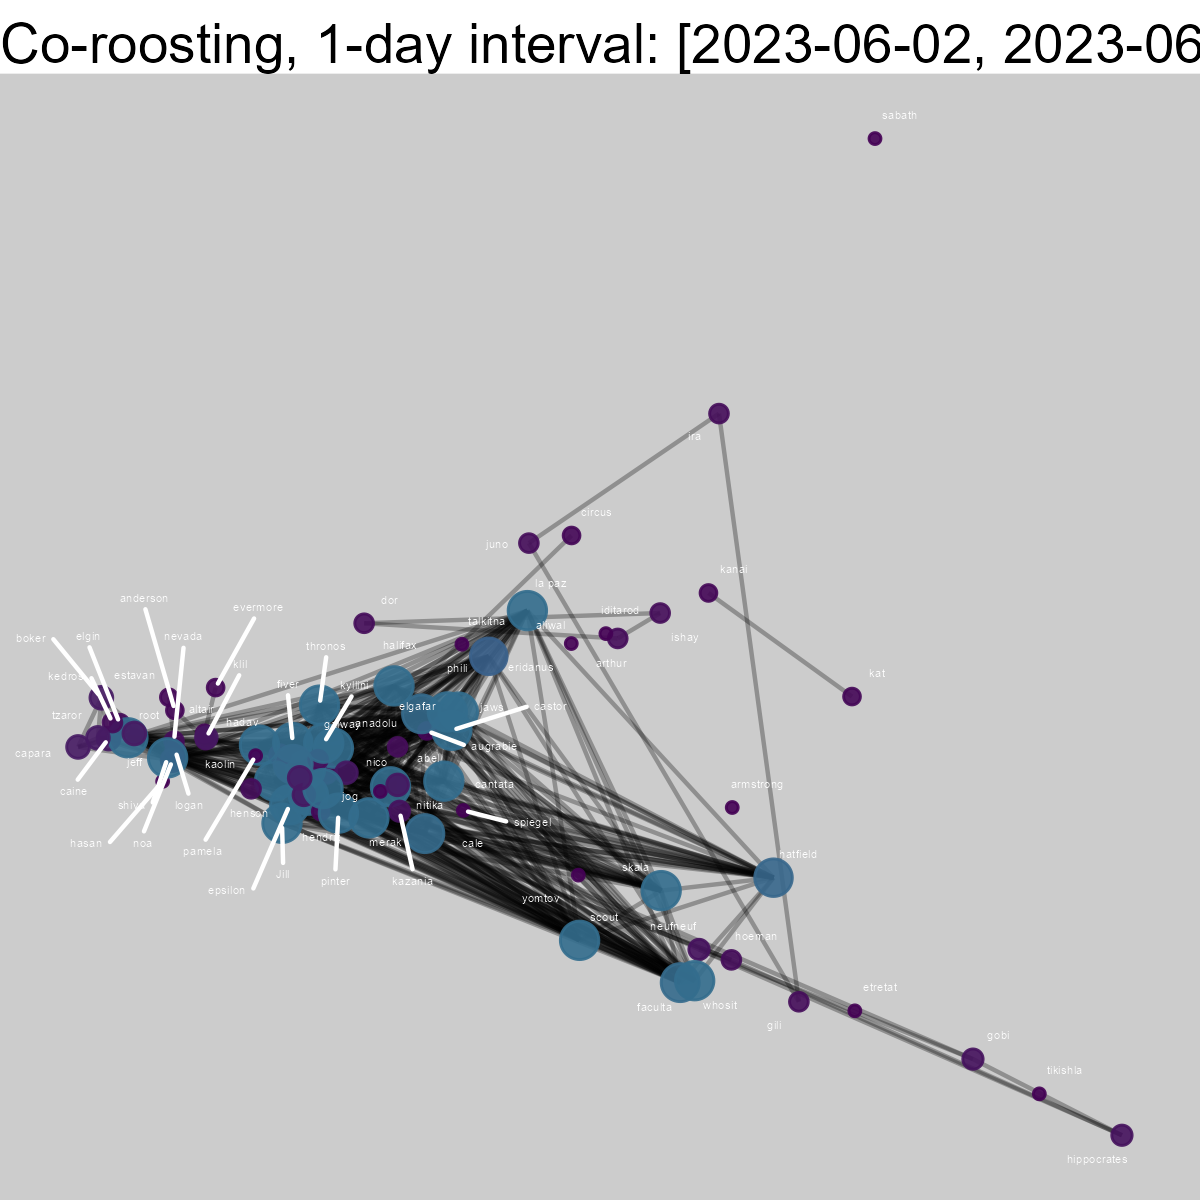 Co-roosting, 1-day interval: [2023-06-02, 2023-06
sabath
ira
circus
juno
kanai
la paz
anderson
dor
evermore
iditarod
talkitna
ahwal
boker
elgin
nevada
ishay
thronos
halifax
arthur
klil
phili
eridanus
kedros
estavan
kat
fiver
kyllini
elgafar
jaws
castor
tzaror
root
altair
hadav
galway
anadolu
augrabie
capara
abel
jeff
kaolin
nico
cantata
armstrong
caine
jog
shiva
logan
henson
nitika
spiegel
hendrix
merak
cale
hasan
noa
pamela
hatfield
skala
Jill
pinter
kazania
epsilon
yomtov
scout
neufneuf
hoeman
etretat
faculta
whosit
gili
gobi
tikishla
hippocrates